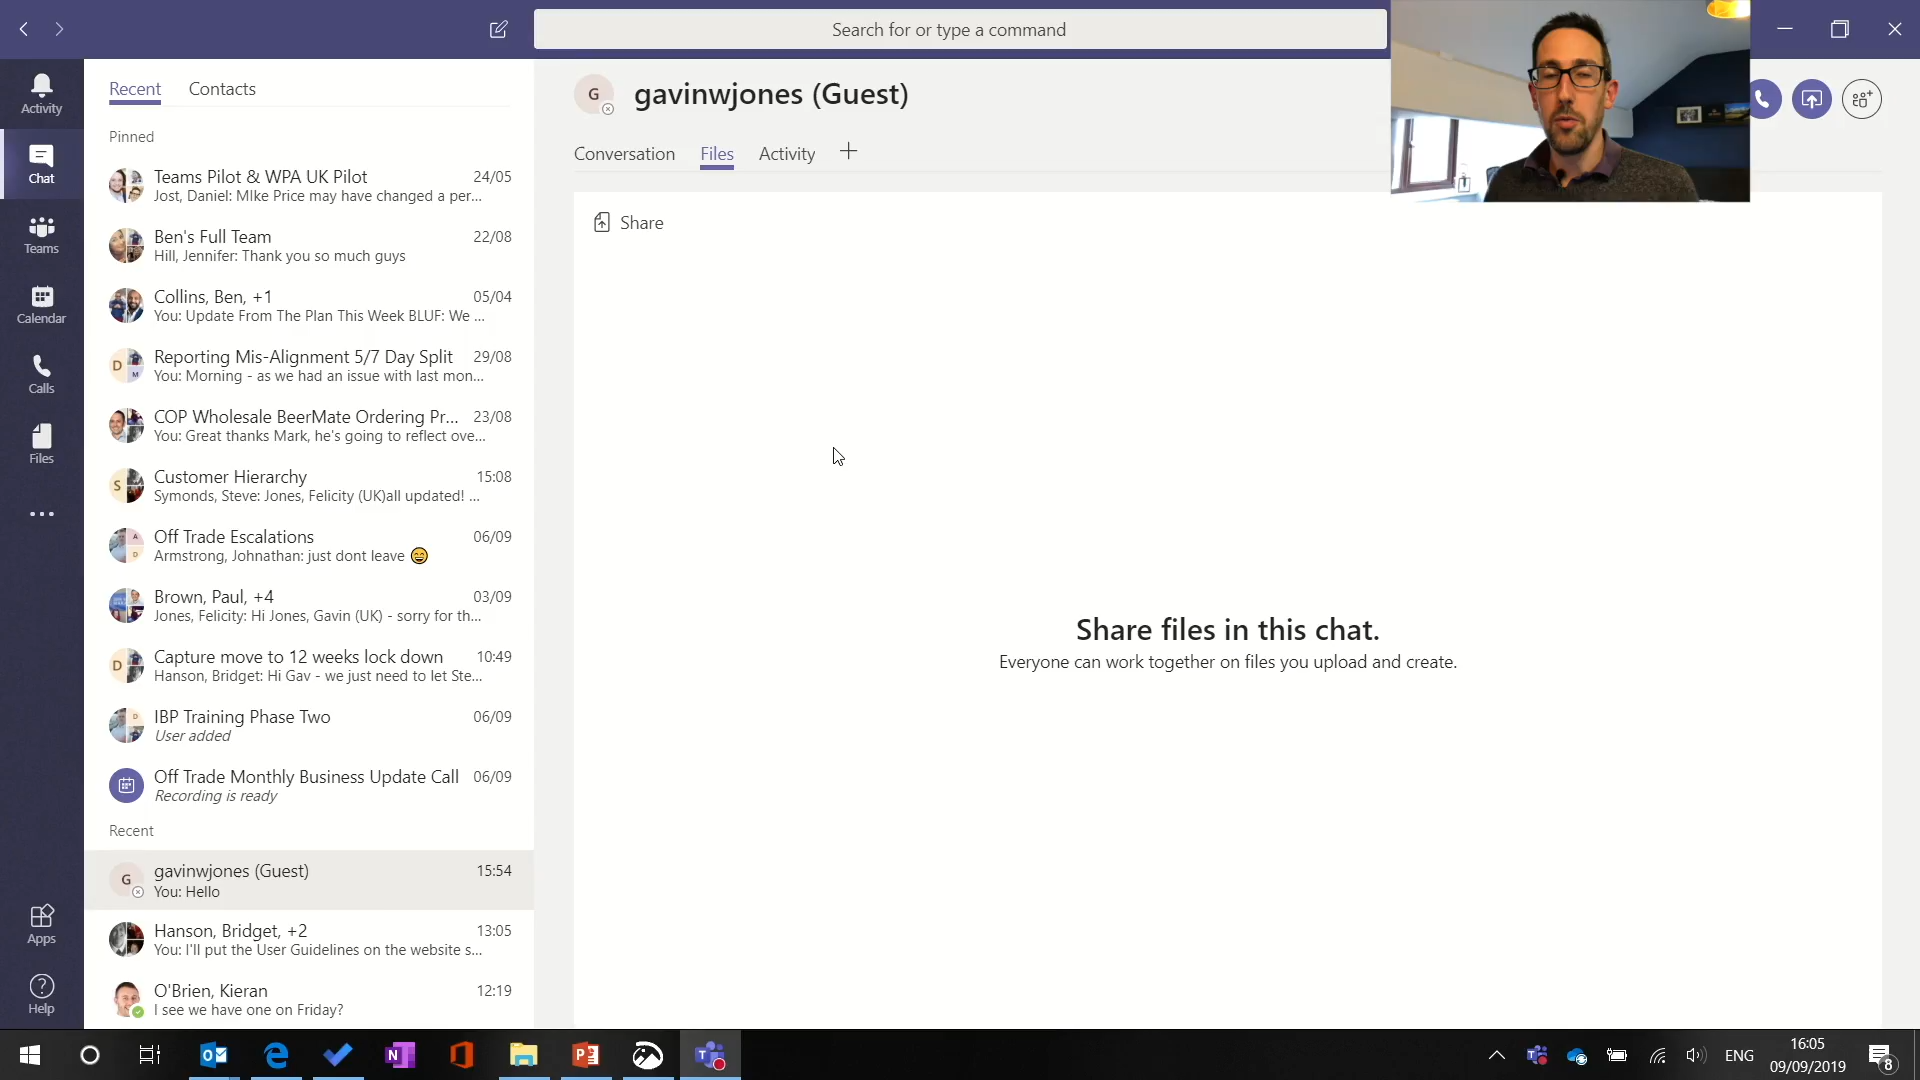 Search for or type a command
Activity
Chat
Teams
Calendar
Calls
Files
Apps
Help
Recent
Contacts
Pinned
Teams Pilot & WPA UK Pilot 24/05
Jost, Daniel: MIke Price may have changed a per...
Ben's Full Team 22/08
Hill, Jennifer: Thank you so much guys
Collins, Ben, +1 05/04
You: Update From The Plan This Week BLUF: We ...
D
M
Reporting Mis-Alignment 5/7 Day Split 29/08
You: Morning - as we had an issue with last mon...
COP Wholesale BeerMate Ordering Pr... 23/08
You: Great thanks Mark, he's going to reflect ove...
S
Customer Hierarchy 15:08
Symonds, Steve: Jones, Felicity (UK)all updated! ...
A
D
Off Trade Escalations 06/09
Armstrong, Johnathan: just dont leave 😄
Brown, Paul, +4 03/09
Jones, Felicity: Hi Jones, Gavin (UK) - sorry for th...
D
Capture move to 12 weeks lock down 10:49
Hanson, Bridget: Hi Gav - we just need to let Ste...
D
IBP Training Phase Two 06/09
User added
Off Trade Monthly Business Update Call 06/09
Recording is ready
Recent
G
gavinwjones (Guest) 15:54
You: Hello
Hanson, Bridget, +2 13:05
You: I'll put the User Guidelines on the website s...
O'Brien, Kieran 12:19
I see we have one on Friday?
G
gavinwjones (Guest)
Conversation
Files
Activity
Share
Share files in this chat.
Everyone can work together on files you upload and create.
ENG
16:05
09/09/2019
8